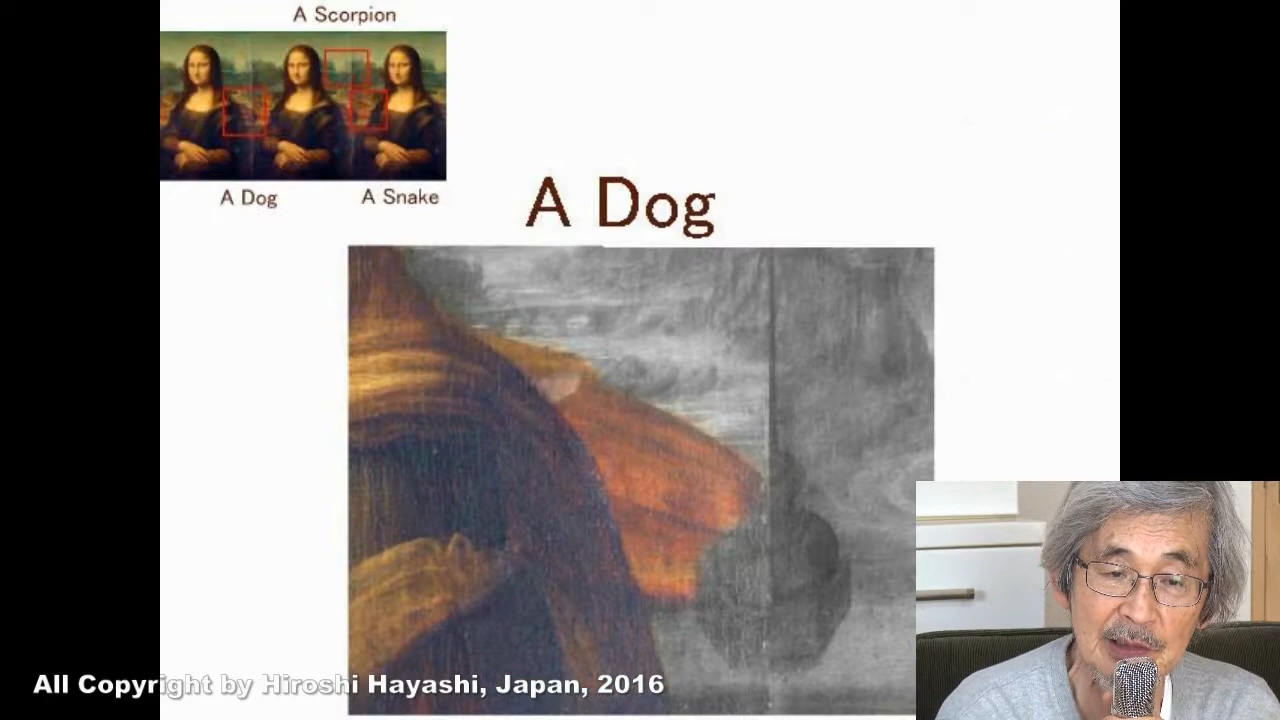 A Scorpion
A Dog
A Snake
A Dog
All Copyright by Hiroshi Hayashi, Japan, 2016